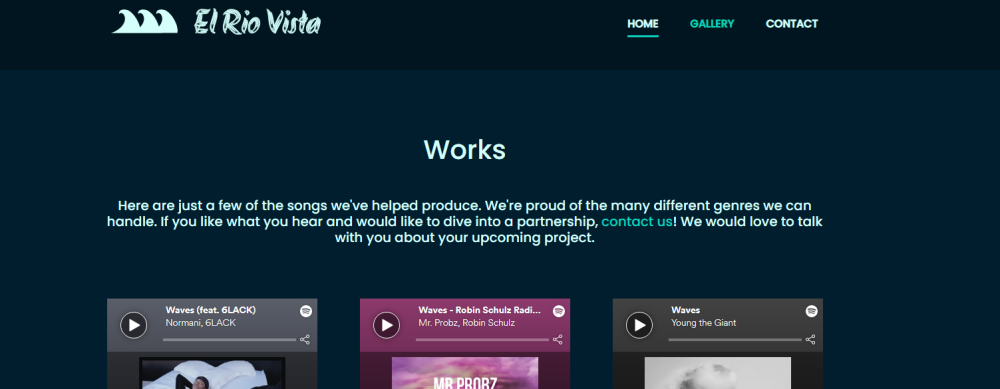 El Rio Vista
HOME GALLERY CONTACT
Works
Here are just a few of the songs we've helped produce. We're proud of the many different genres we can
handle. If you like what you hear and would like to dive into a partnership, contact us! We would love to talk
with you about your upcoming project.
Waves (feat. 6LACK)
Normani, 6LACK
Waves - Robin Schulz Radi...
Mr. Probz, Robin Schulz
Waves
Young the Giant
MR PROBZ